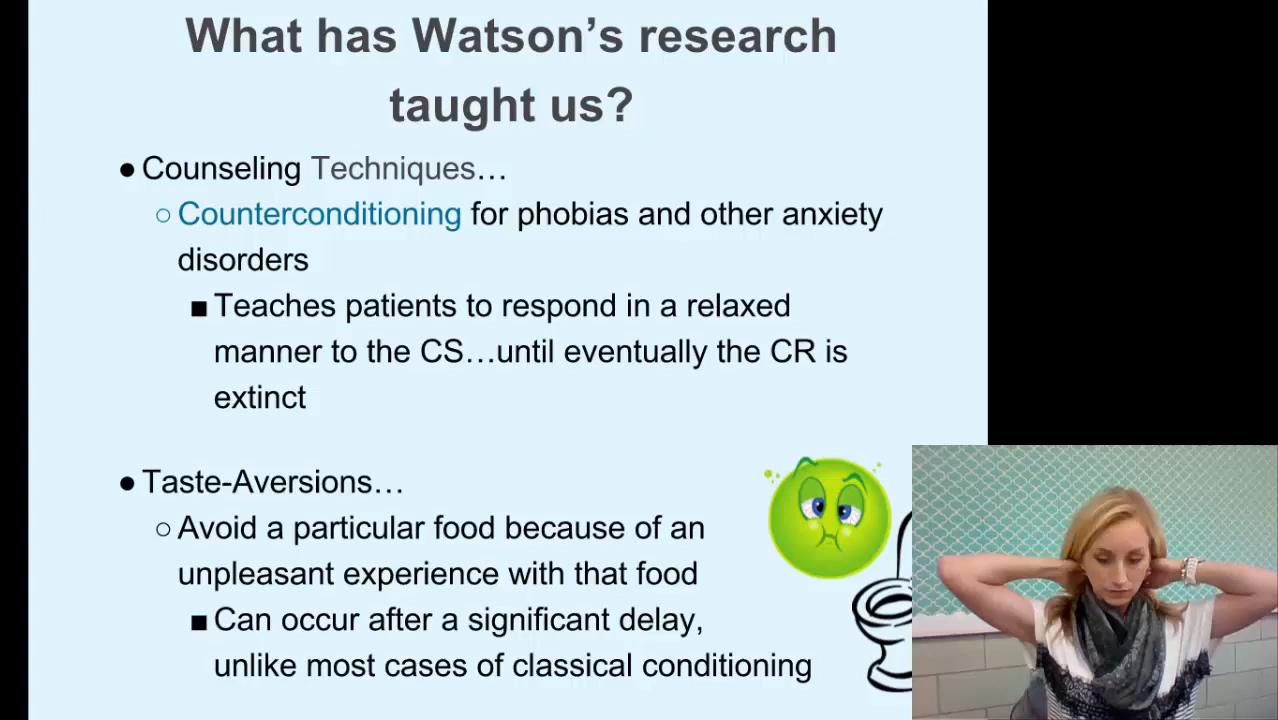 What has Watson's research
taught us?
● Counseling Techniques…
○ Counterconditioning for phobias and other anxiety
disorders
■ Teaches patients to respond in a relaxed
manner to the CS…until eventually the CR is
extinct
● Taste-Aversions…
○ Avoid a particular food because of an
unpleasant experience with that food
■ Can occur after a significant delay,
unlike most cases of classical conditioning